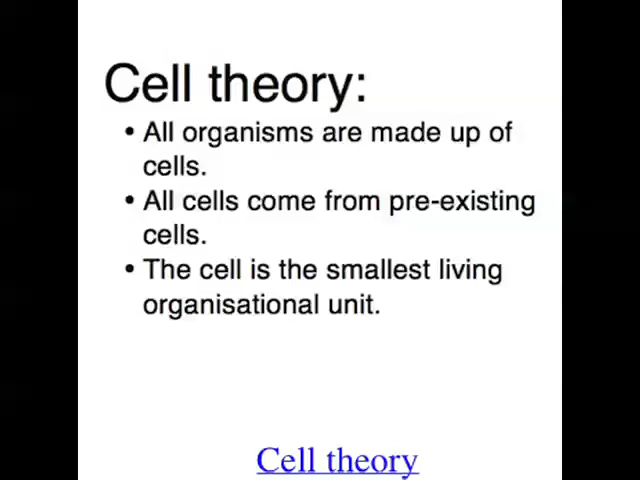 Cell theory:
• All organisms are made up of
cells.
• All cells come from pre-existing
cells.
• The cell is the smallest living
organisational unit.
Cell theory